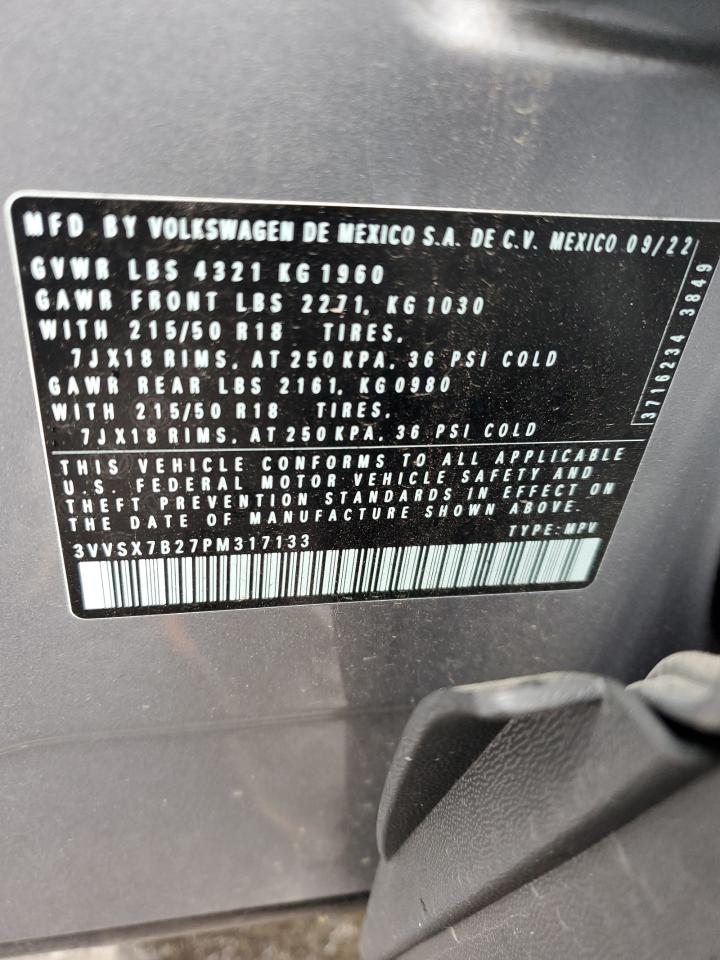 MFD BY VOLKSWAGEN DE MEXICO S.A. DE C.V. MEXICO 09/22
GVWR LBS 4321 KG 1960
GAWR FRONT LBS 2271, KG 1030
WITH 215/50 R18 TIRES,
7JX18 RIMS, AT 250 KPA, 36 PSI COLD
GAWR REAR LBS 2161, KG 0980
WITH 215/50 R18 TIRES,
7JX18 RIMS, AT 250 KPA, 36 PSI COLD
3716234 3849
THIS VEHICLE CONFORMS TO ALL APPLICABLE
U.S. FEDERAL MOTOR VEHICLE SAFETY AND
THEFT PREVENTION STANDARDS IN EFFECT ON
THE DATE OF MANUFACTURE SHOWN ABOVE.
3VVSX7B27PM317133 TYPE: MPV